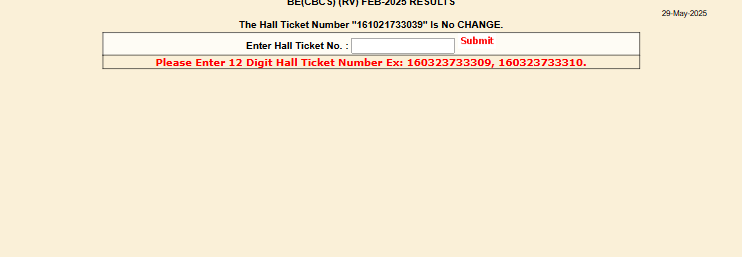 BE(CBCS) (RV) FEB-2025 RESULTS
29-May-2025
The Hall Ticket Number "161021733039" Is No CHANGE.
Enter Hall Ticket No. : Submit
Please Enter 12 Digit Hall Ticket Number Ex: 160323733309, 160323733310.